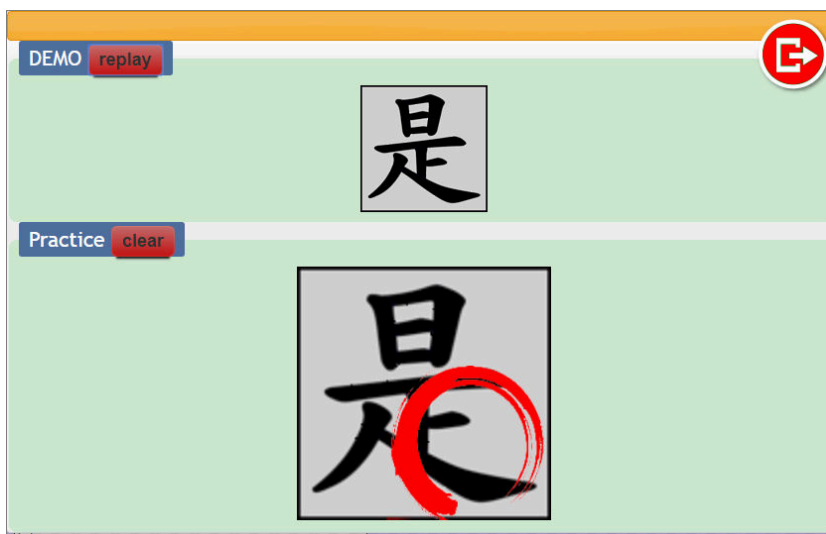 DEMO replay
是
Practice clear
是